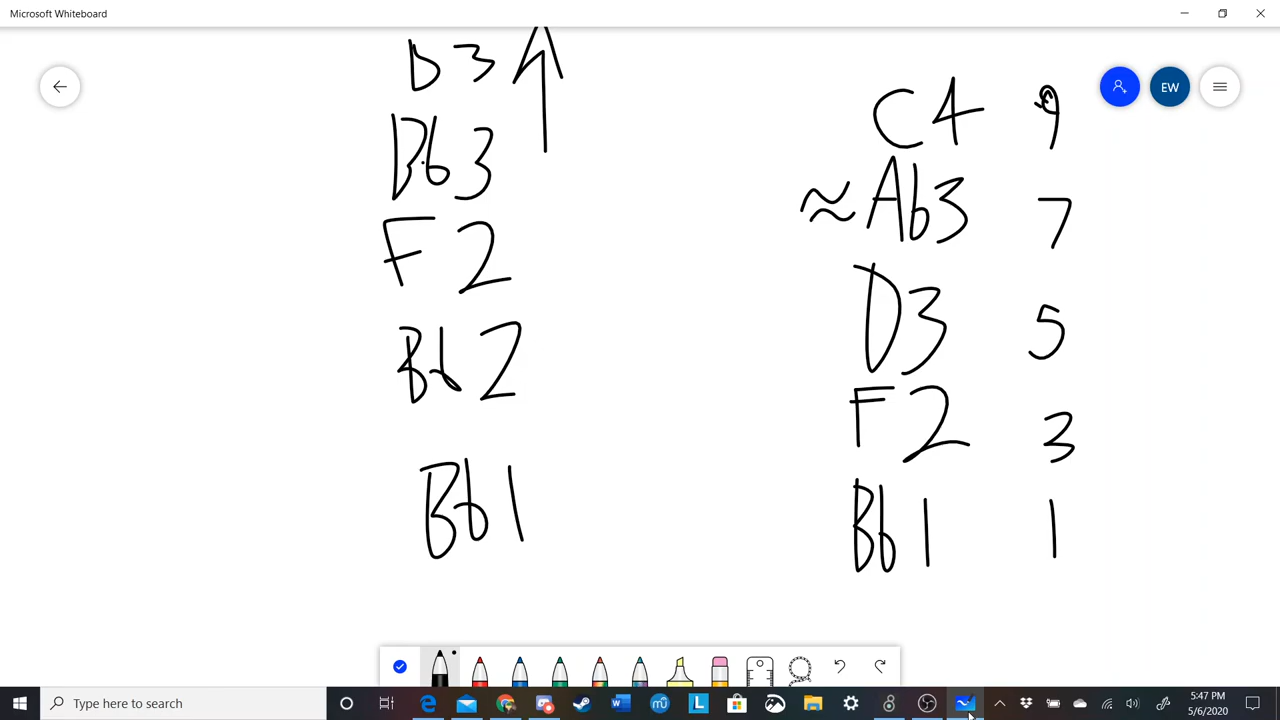 Microsoft Whiteboard
D3
Bb3
F2
Bb2
Bb1
C4 9
≈Ab3 7
D3 5
F2 3
Bb1 1
EW
Type here to search
5:47 PM
5/6/2020